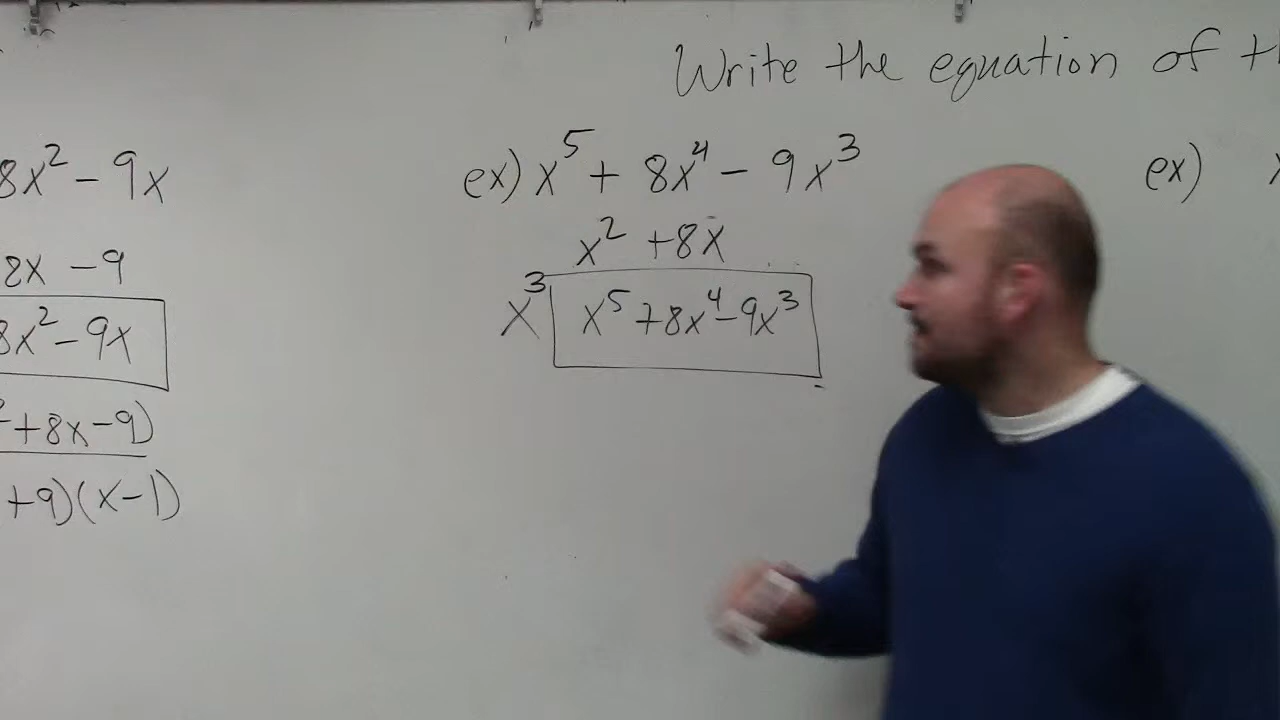 Write the equation of
8x² - 9x
8x - 9
8x² - 9x
+8x-9)
+9)(x-1)
ex) x⁵ + 8x⁴ - 9x³
x² +8x
x³ x⁵ +8x⁴-9x³
ex)